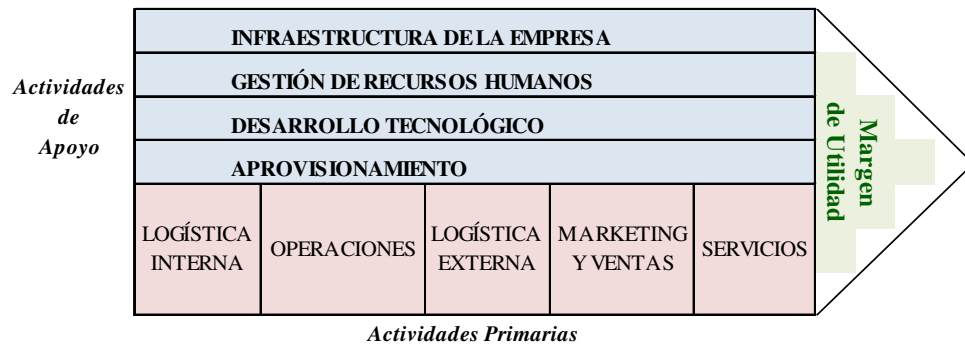 INFRAESTRUCTURA DE LA EMPRESA
GESTIÓN DE RECURSOS HUMANOS
DESARROLLO TECNOLÓGICO
APROVISIONAMIENTO
Actividades
de
Apoyo
LOGÍSTICA
INTERNA
OPERACIONES
LOGÍSTICA
EXTERNA
MARKETING
Y VENTAS
SERVICIOS
Margen
de Utilidad
Actividades Primarias